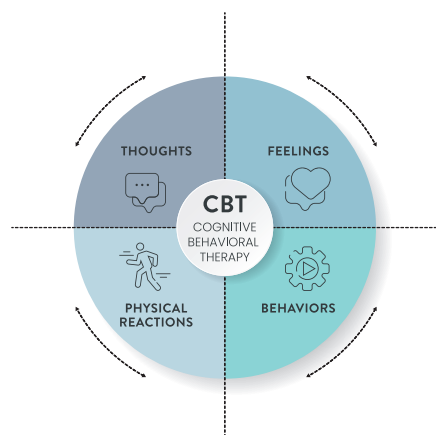 THOUGHTS
FEELINGS
CBT
COGNITIVE
BEHAVIORAL
THERAPY
PHYSICAL
REACTIONS
BEHAVIORS